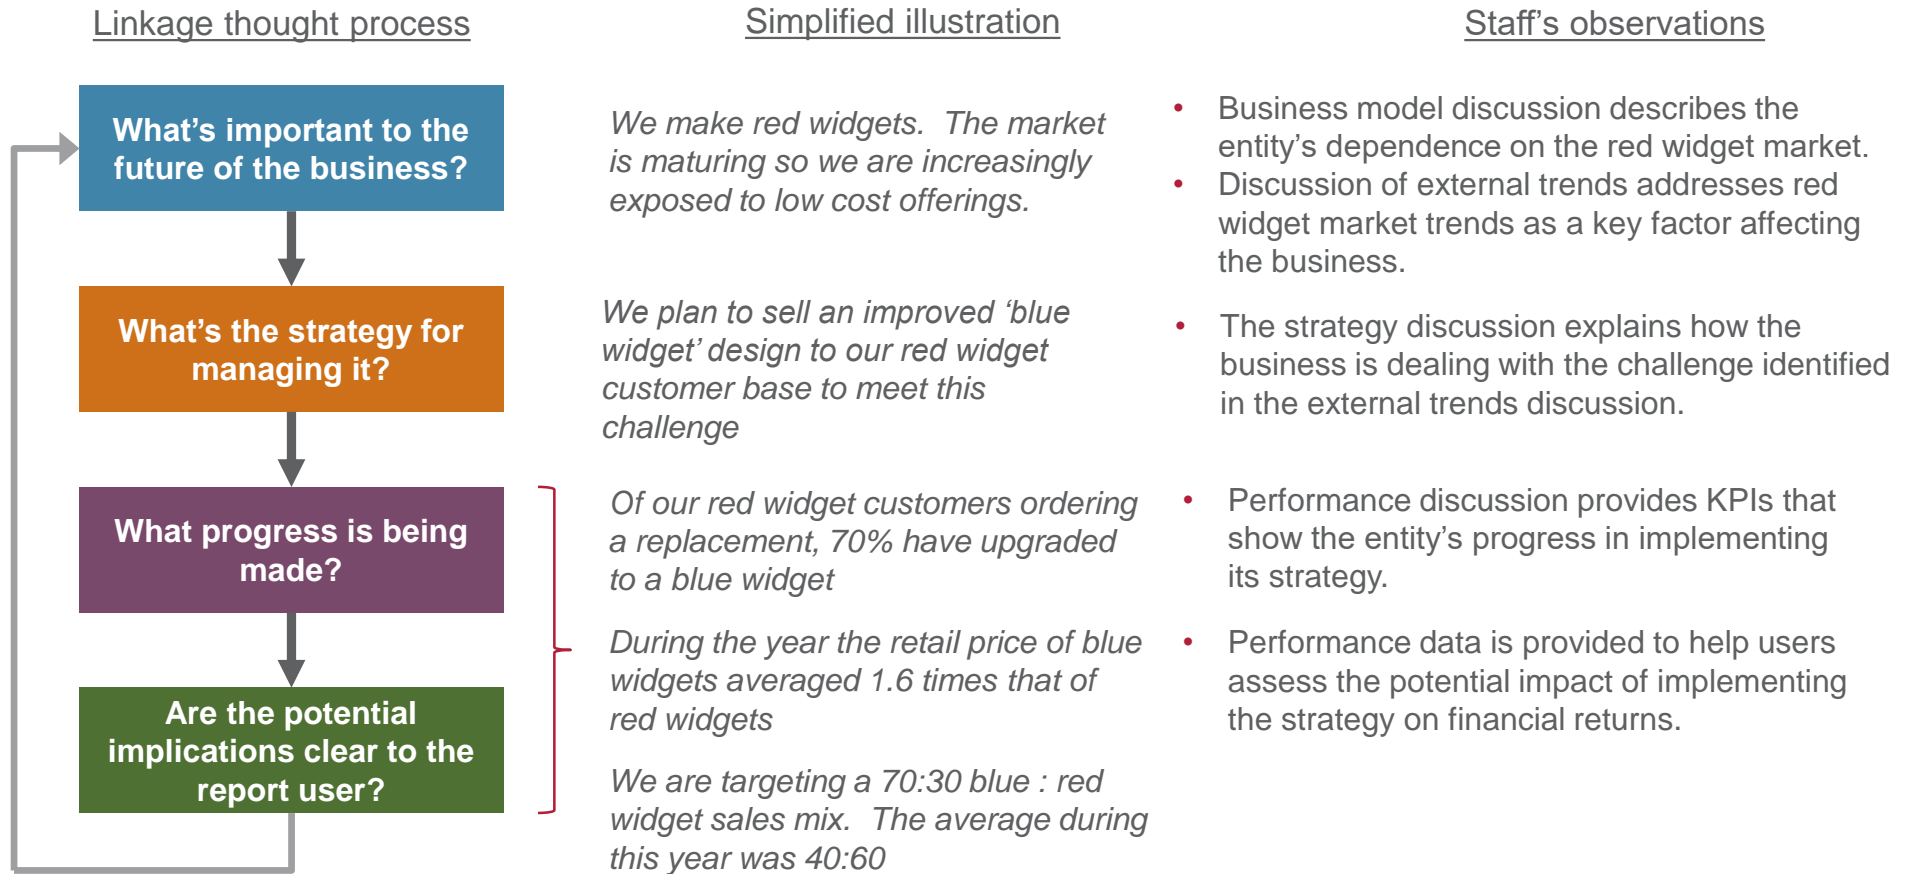 Linkage thought process
Simplified illustration
Staff’s observations
What’s important to the
future of the business?
We make red widgets.  The market
is maturing so we are increasingly
exposed to low cost offerings.
• Business model discussion describes the
entity’s dependence on the red widget market.
• Discussion of external trends addresses red
widget market trends as a key factor affecting
the business.
What’s the strategy for
managing it?
We plan to sell an improved ‘blue
widget’ design to our red widget
customer base to meet this
challenge
• The strategy discussion explains how the
business is dealing with the challenge identified
in the external trends discussion.
What progress is being
made?
Of our red widget customers ordering
a replacement, 70% have upgraded
to a blue widget
• Performance discussion provides KPIs that
show the entity’s progress in implementing
its strategy.
Are the potential
implications clear to the
report user?
During the year the retail price of blue
widgets averaged 1.6 times that of
red widgets
• Performance data is provided to help users
assess the potential impact of implementing
the strategy on financial returns.
We are targeting a 70:30 blue : red
widget sales mix.  The average during
this year was 40:60